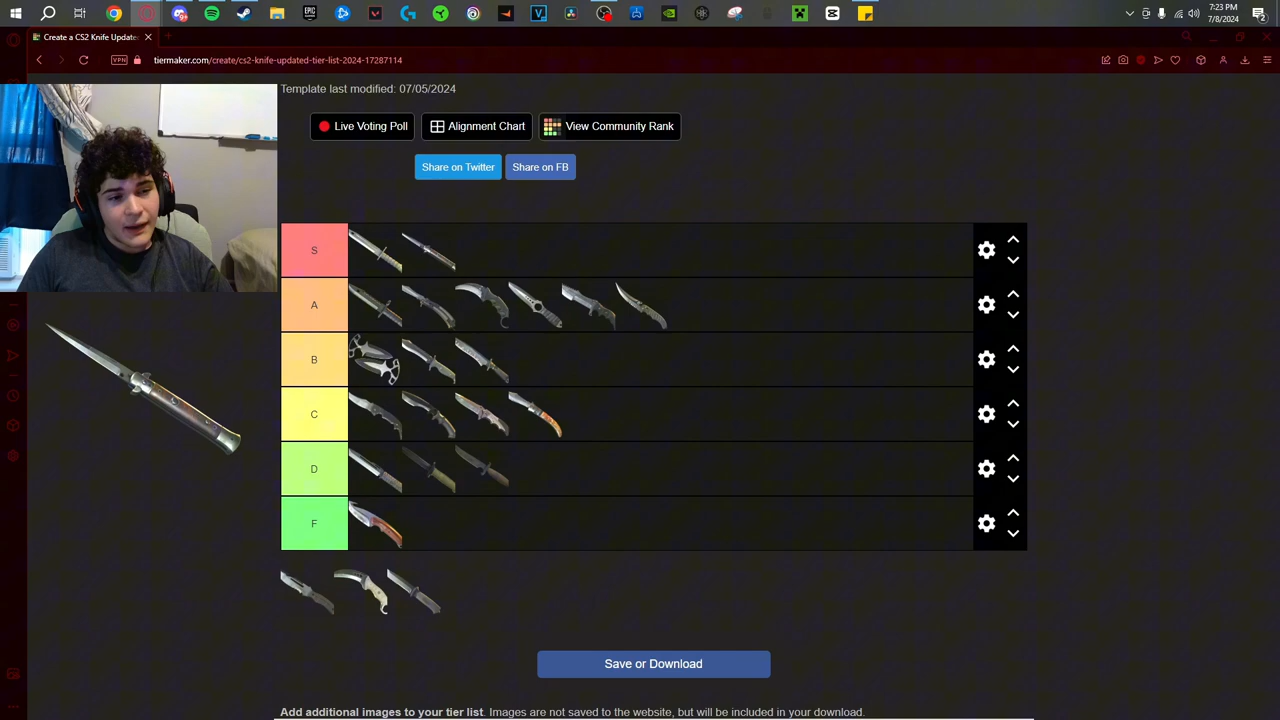 7:23 PM
7/8/2024
Create a CS2 Knife Update
VPN
tiermaker.com/create/cs2-knife-updated-tier-list-2024-17287114
Template last modified: 07/05/2024
Live Voting Poll
Alignment Chart
View Community Rank
Share on Twitter
Share on FB
S
A
B
C
D
F
Save or Download
Add additional images to your tier list. Images are not saved to the website, but will be included in your download.